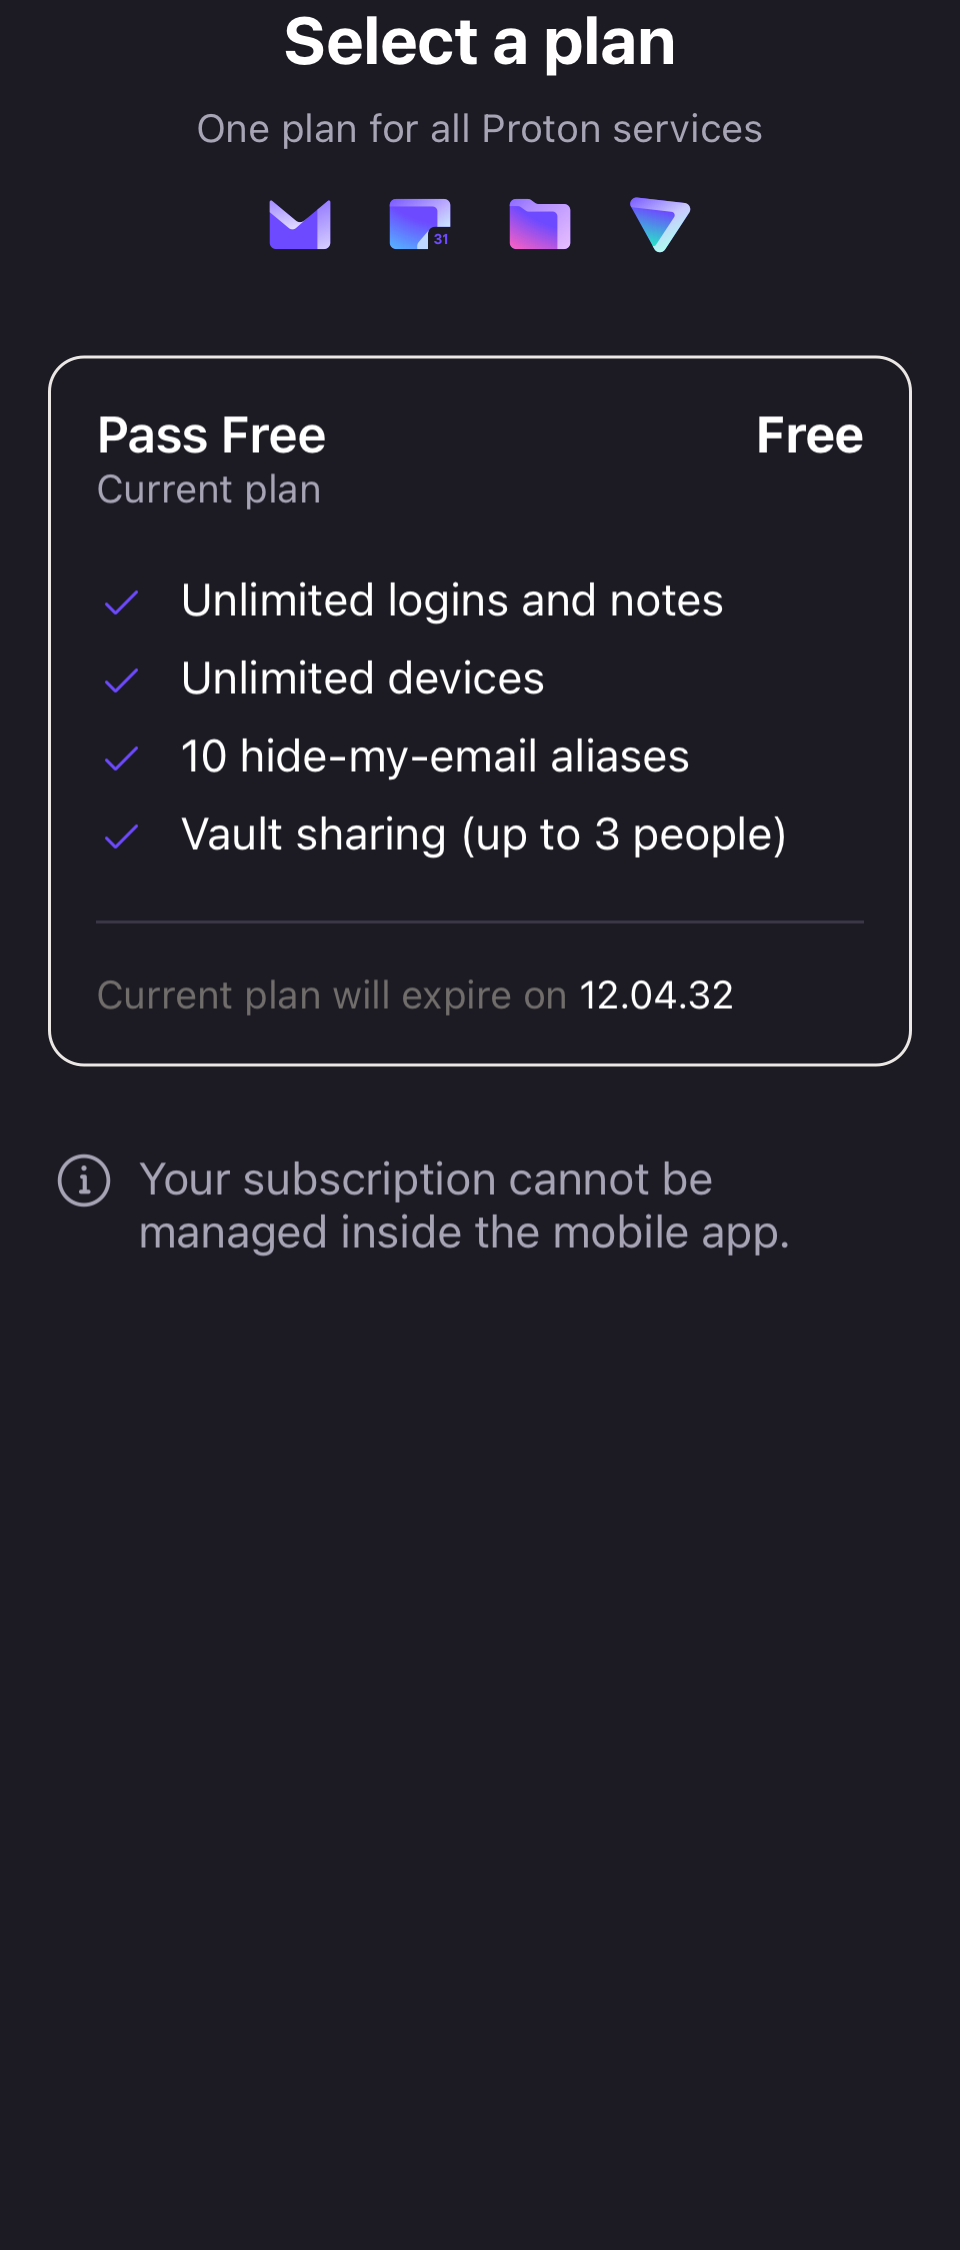 Select a plan
One plan for all Proton services
31
Pass Free
Free
Current plan
Unlimited logins and notes
Unlimited devices
10 hide-my-email aliases
Vault sharing (up to 3 people)
Current plan will expire on 12.04.32
Your subscription cannot be
managed inside the mobile app.